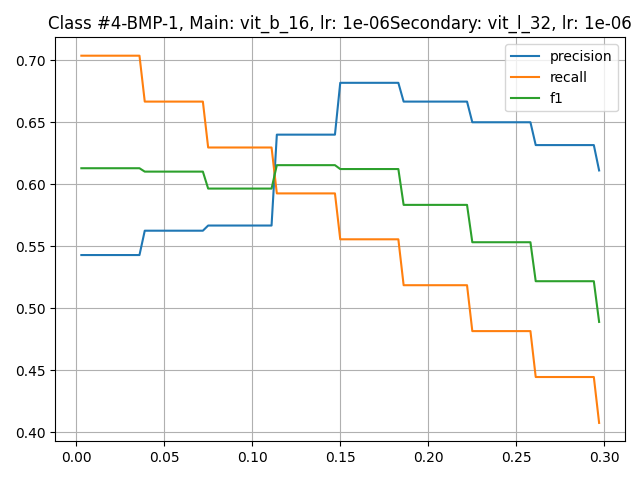 Class #4-BMP-1, Main: vit_b_16, lr: 1e-06Secondary: vit_l_32, lr: 1e-06
precision
recall
f1
0.70
0.65
0.60
0.55
0.50
0.45
0.40
0.00 0.05 0.10 0.15 0.20 0.25 0.30